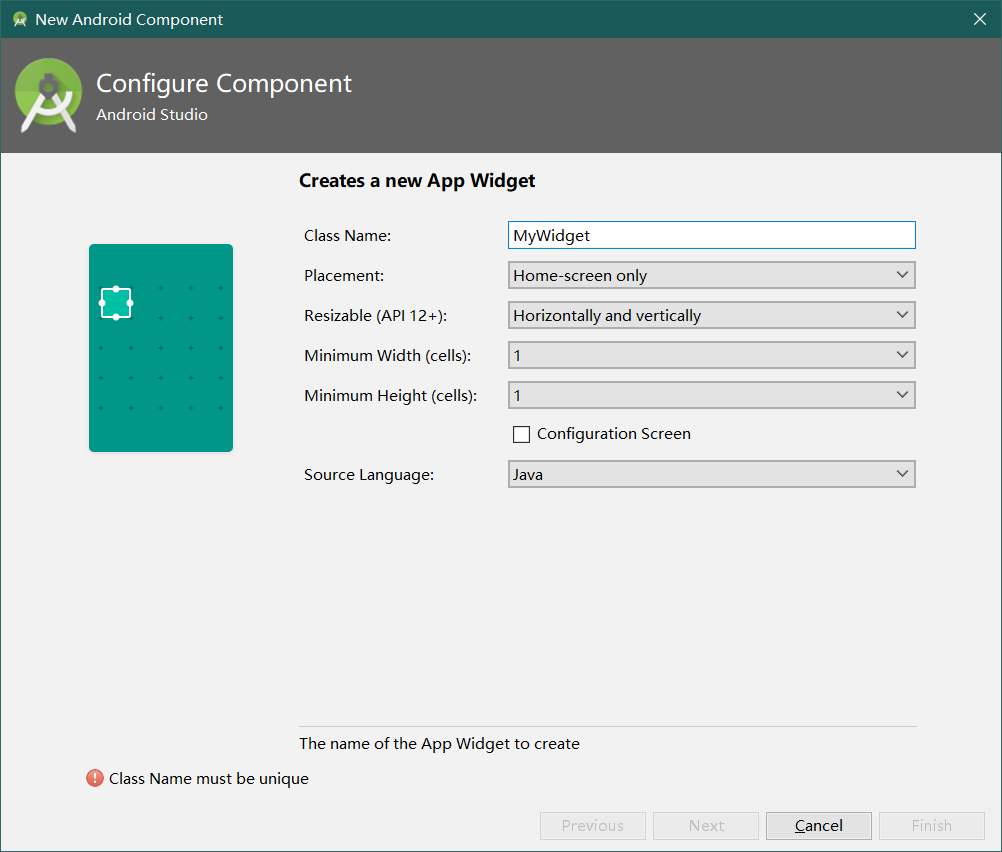 New Android Component
Configure Component
Android Studio
Creates a new App Widget
Class Name: MyWidget
Placement: Home-screen only
Resizable (API 12+): Horizontally and vertically
Minimum Width (cells): 1
Minimum Height (cells): 1
Configuration Screen
Source Language: Java
The name of the App Widget to create
Class Name must be unique
Previous Next Cancel Finish